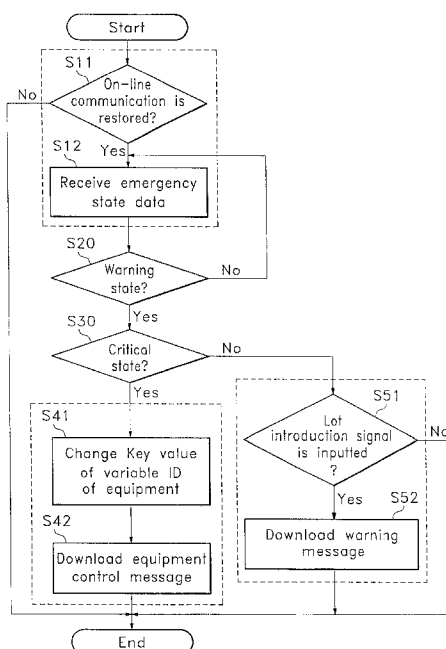 Start
S11
On-line
communication is
restored?
No
Yes
S12
Receive emergency
state data
S20
Warning
state?
No
Yes
S30
Critical
state?
No
Yes
S41
Change Key value
of variable ID
of equipment
S42
Download equipment
control message
S51
Lot
introduction signal
is inputted
?
No
Yes
S52
Download warning
message
End